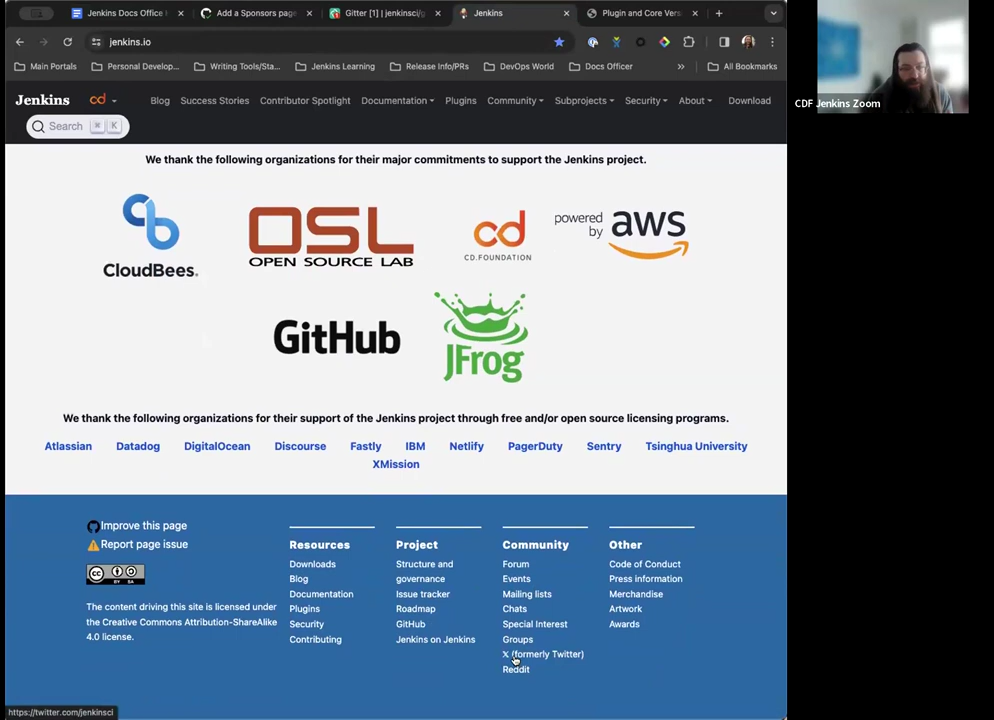 Jenkins Docs Office
Add a Sponsors page
Gitter [1] | jenkinsci/
Jenkins
Plugin and Core Vers
jenkins.io
Main Portals
Personal Develop...
Writing Tools/Sta...
Jenkins Learning
Release Info/PRs
DevOps World
Docs Officer
All Bookmarks
Jenkins
cd
Blog
Success Stories
Contributor Spotlight
Documentation
Plugins
Community
Subprojects
Security
About
Download
Search ⌘ K
CDF Jenkins Zoom
We thank the following organizations for their major commitments to support the Jenkins project.
CloudBees.
OSL
OPEN SOURCE LAB
cd
CD.FOUNDATION
powered
by
aws
GitHub
JFrog
We thank the following organizations for their support of the Jenkins project through free and/or open source licensing programs.
Atlassian Datadog DigitalOcean Discourse Fastly IBM Netlify PagerDuty Sentry Tsinghua University
XMission
Improve this page
Report page issue
cc BY SA
The content driving this site is licensed under
the Creative Commons Attribution-ShareAlike
4.0 license.
Resources
Downloads
Blog
Documentation
Plugins
Security
Contributing
Project
Structure and
governance
Issue tracker
Roadmap
GitHub
Jenkins on Jenkins
Community
Forum
Events
Mailing lists
Chats
Special Interest
Groups
𝕏 (formerly Twitter)
Reddit
Other
Code of Conduct
Press information
Merchandise
Artwork
Awards
https://twitter.com/jenkinsci